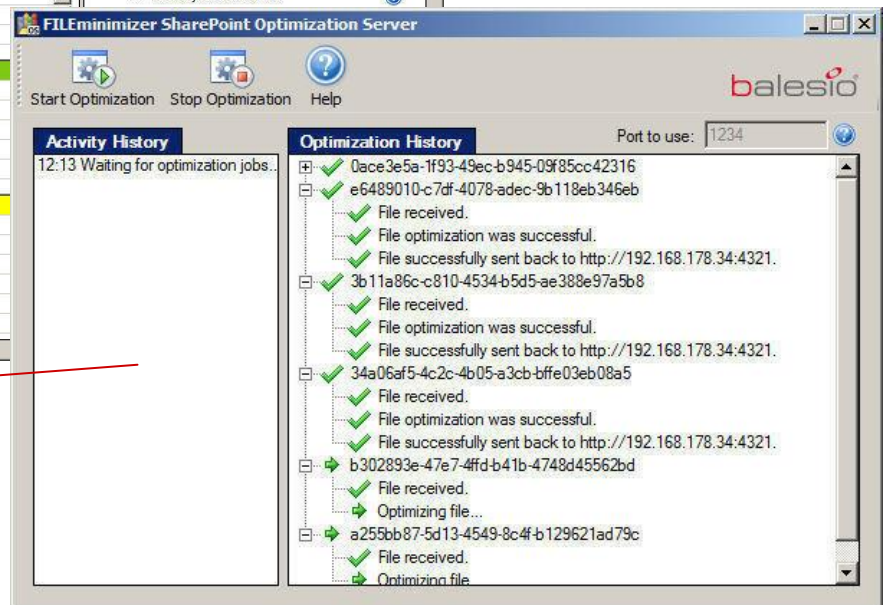 FILEminimizer SharePoint Optimization Server
Start Optimization Stop Optimization Help
balesio
Activity History
12:13 Waiting for optimization jobs..
Optimization History
Port to use: 1234
0ace3e5a-1f93-49ec-b945-09f85cc42316
e6489010-c7df-4078-adec-9b118eb346eb
File received.
File optimization was successful.
File successfully sent back to http://192.168.178.34:4321.
3b11a86c-c810-4534-b5d5-ae388e97a5b8
File received.
File optimization was successful.
File successfully sent back to http://192.168.178.34:4321.
34a06af5-4c2c-4b05-a3cb-bffe03eb08a5
File received.
File optimization was successful.
File successfully sent back to http://192.168.178.34:4321.
b302893e-47e7-4ffd-b41b-4748d45562bd
File received.
Optimizing file...
a255bb87-5d13-4549-8c4f-b129621ad79c
File received.
Optimizing file